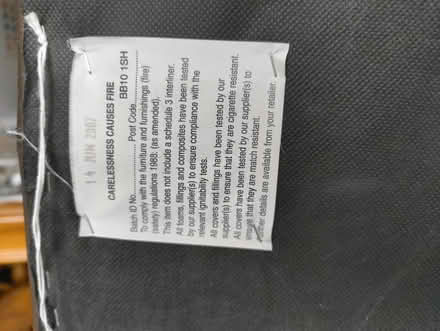 14 JUN 2007
CARELESSNESS CAUSES FIRE
BB10 1SH
Batch ID No.............. Post Code..............
To comply with the furniture and furnishings (fire)
(safety) regulations 1988. (as amended).
This item does not include a schedule 3 interliner.
All foams, fillings and composites have been tested
by our supplier(s) to ensure compliance with the
relevant ignitability tests.
All covers and filling have been tested by our
supplier(s) to ensure that they are cigarette resistant.
All covers have been tested by our supplier(s) to
ensure that they are match resistant.
Further details are available from your retailer.